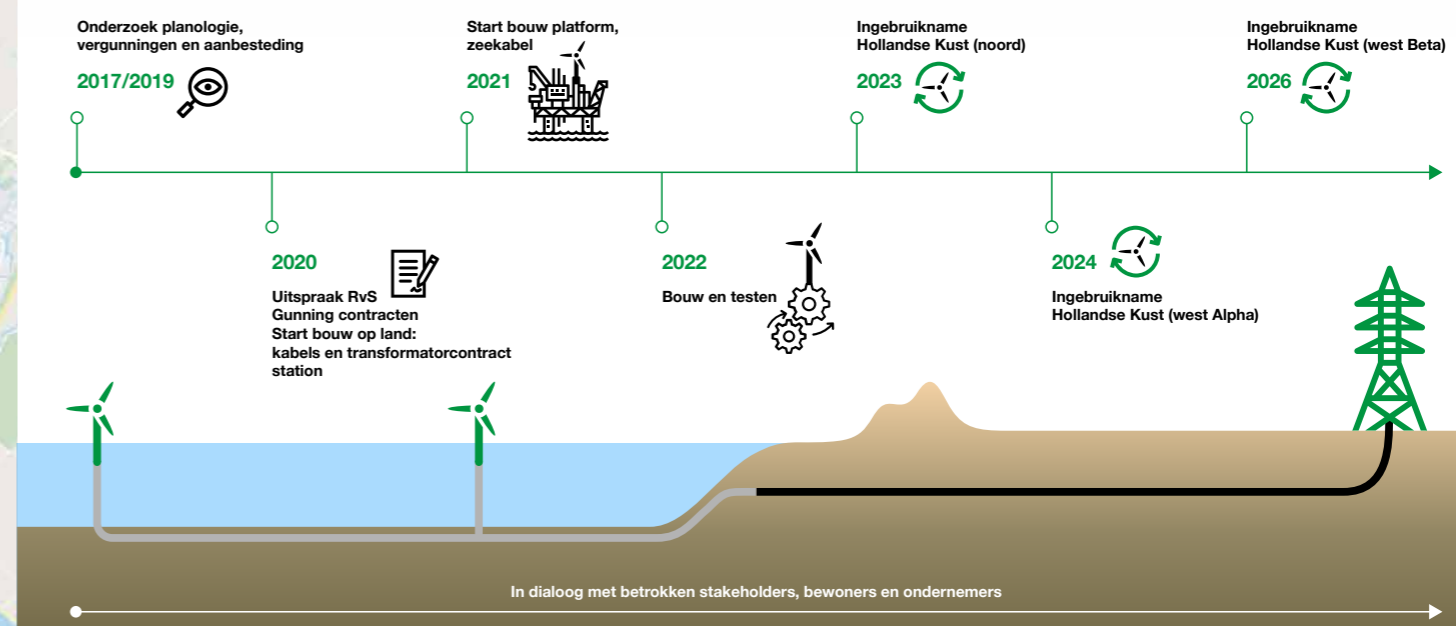 Onderzoek planologie,
vergunningen en aanbesteding
2017/2019
Start bouw platform,
zeekabel
2021
Ingebruikname
Hollandse Kust (noord)
2023
Ingebruikname
Hollandse Kust (west Beta)
2026
2020
Uitspraak RvS
Gunning contracten
Start bouw op land:
kabels en transformatorcontract
station
2022
Bouw en testen
2024
Ingebruikname
Hollandse Kust (west Alpha)
In dialoog met betrokken stakeholders, bewoners en ondernemers